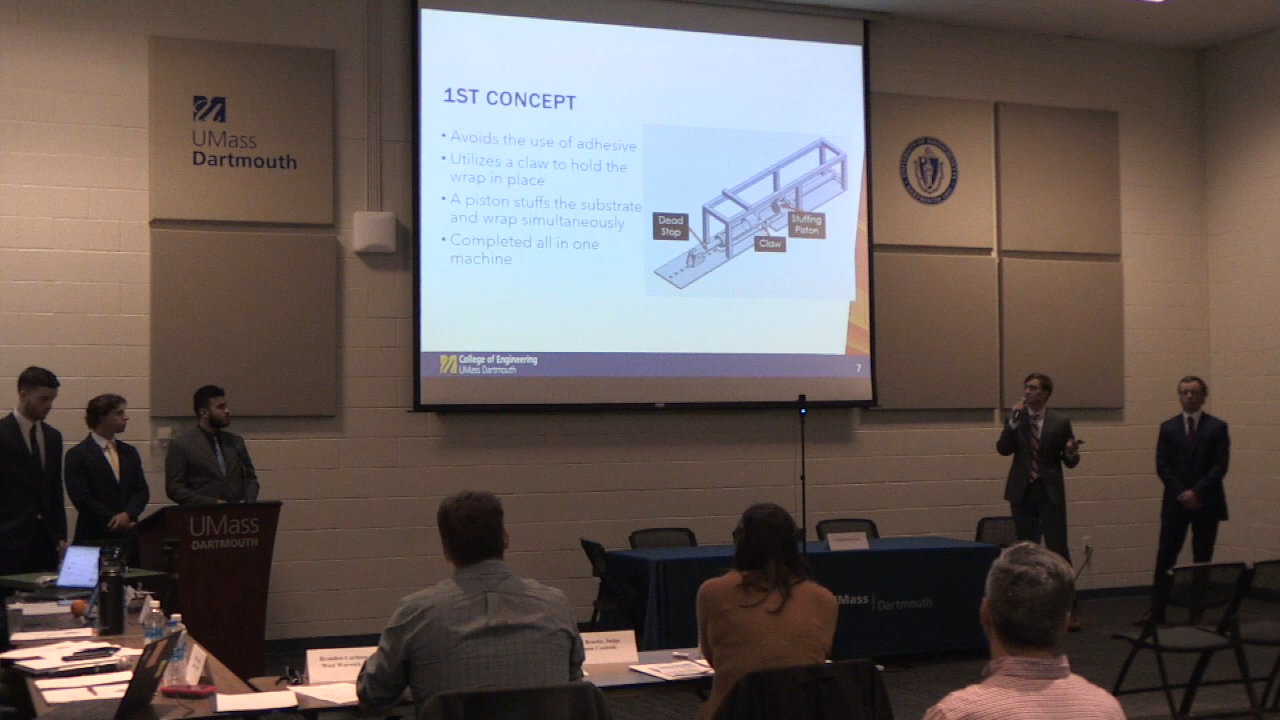 UMass
Dartmouth
1ST CONCEPT
• Avoids the use of adhesive
• Utilizes a claw to hold the
wrap in place
• A piston stuffs the substrate
and wrap simultaneously
• Completed all in one
machine
Dead
Stop
Claw
Stuffing
Piston
College of Engineering
UMass Dartmouth
7
UMass
DARTMOUTH
UMass | Dartmouth
Judge